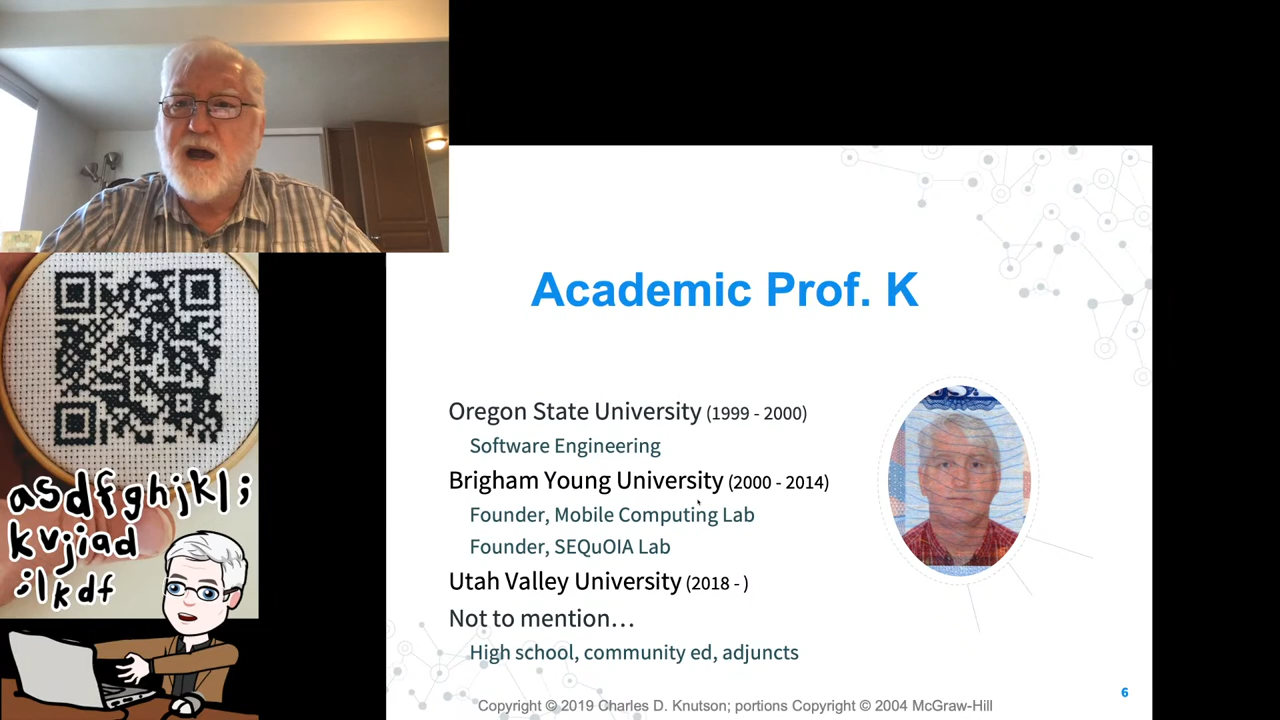 Academic Prof. K
Oregon State University (1999 - 2000)
Software Engineering
Brigham Young University (2000 - 2014)
Founder, Mobile Computing Lab
Founder, SEQuOIA Lab
Utah Valley University (2018 - )
Not to mention…
High school, community ed, adjuncts
6
Copyright © 2019 Charles D. Knutson; portions Copyright © 2004 McGraw-Hill
asdfghjkl;
kvjiad
;lkdf